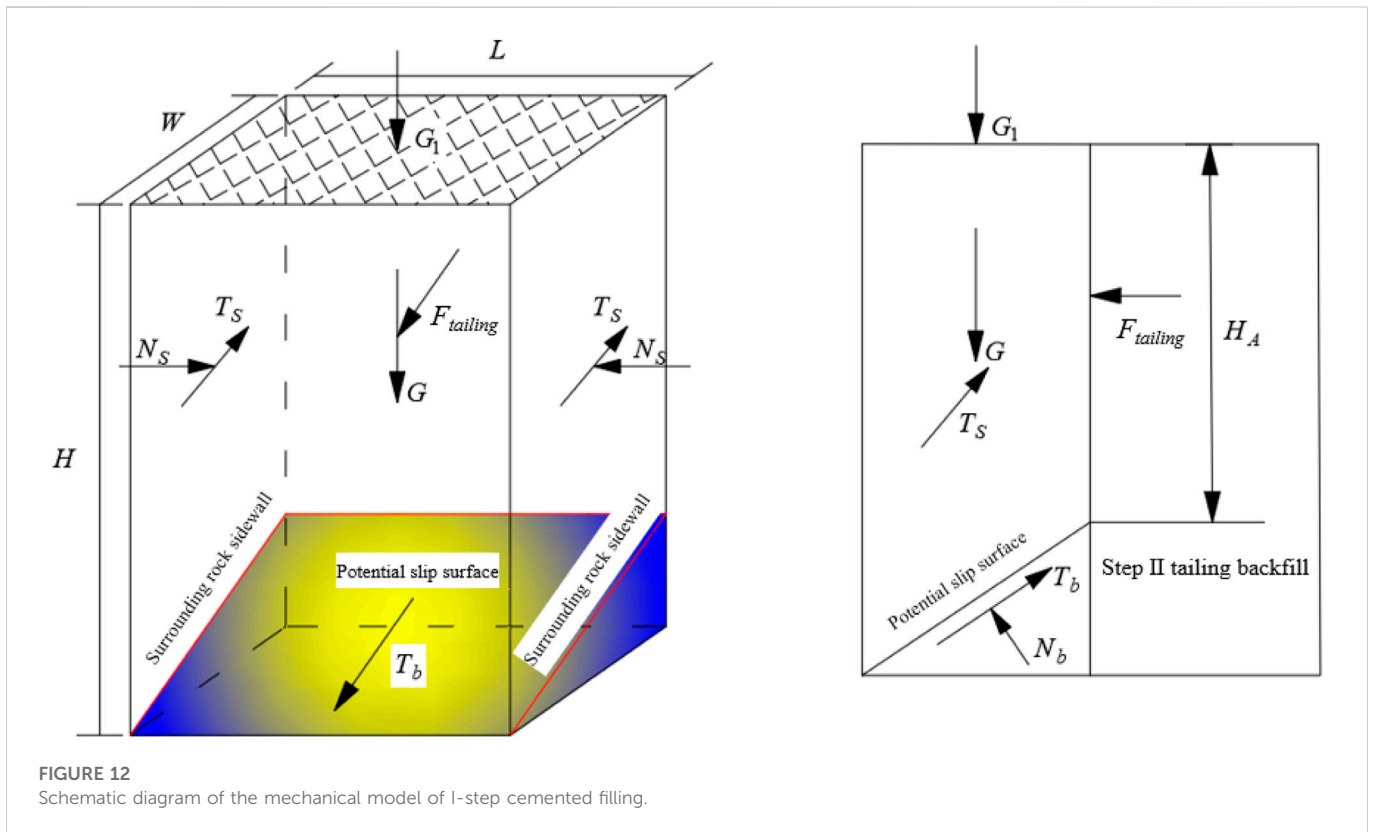 L
W
G1
Ftailing
TS
NS
G
TS
NS
H
Surrounding rock sidewall
Potential slip surface
Surrounding rock sidewall
Tb
G1
G
TS
Ftailing
HA
Potential slip surface
Tb
Nb
Step II tailing backfill
FIGURE 12
Schematic diagram of the mechanical model of I-step cemented filling.